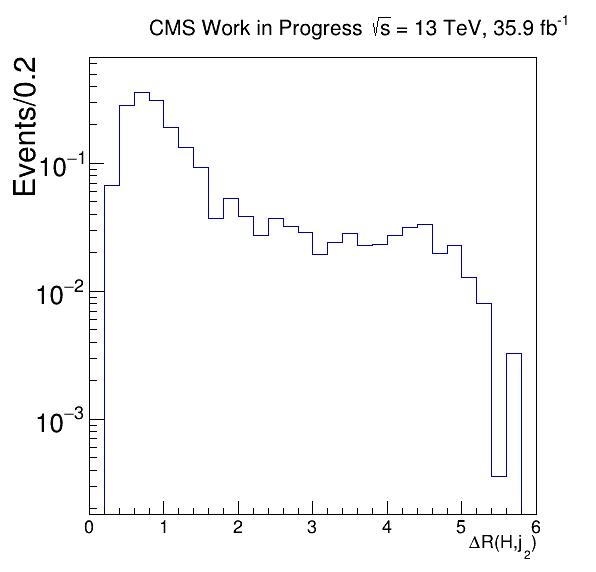 CMS Work in Progress √s = 13 TeV, 35.9 fb⁻¹
Events/0.2
10⁻¹
10⁻²
10⁻³
0 1 2 3 4 5 6
ΔR(H,j₂)